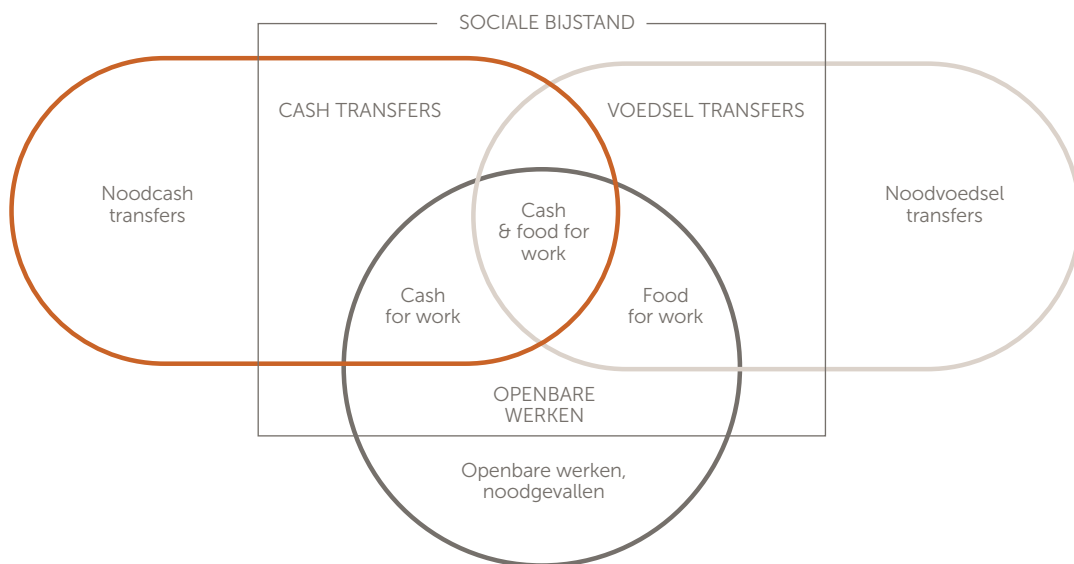 SOCIALE BIJSTAND
CASH TRANSFERS
VOEDSEL TRANSFERS
Noodcash
transfers
Cash
& food for
work
Noodvoedsel
transfers
Cash
for work
Food
for work
OPENBARE
WERKEN
Openbare werken,
noodgevallen